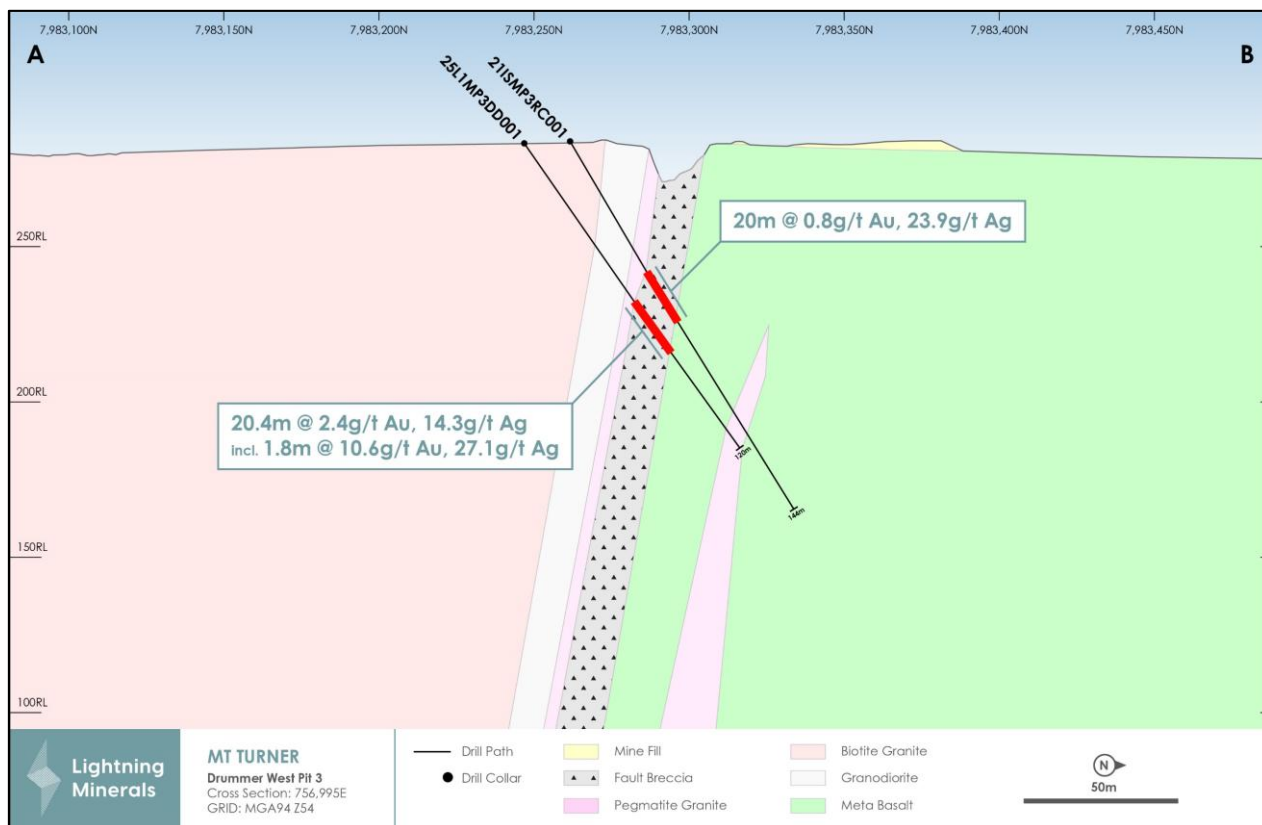 7,983,100N 7,983,150N 7,983,200N 7,983,250N 7,983,300N 7,983,350N 7,983,400N 7,983,450N
A
B
25L1MP3DD001
21ISMP3RC001
20m @ 0.8g/t Au, 23.9g/t Ag
250RL
200RL
20.4m @ 2.4g/t Au, 14.3g/t Ag
incl. 1.8m @ 10.6g/t Au, 27.1g/t Ag
120m
144m
150RL
100RL
Lightning
Minerals
MT TURNER
Drummer West Pit 3
Cross Section: 756,995E
GRID: MGA94 Z54
Drill Path
Drill Collar
Mine Fill
Fault Breccia
Pegmatite Granite
Biotite Granite
Granodiorite
Meta Basalt
N
50m